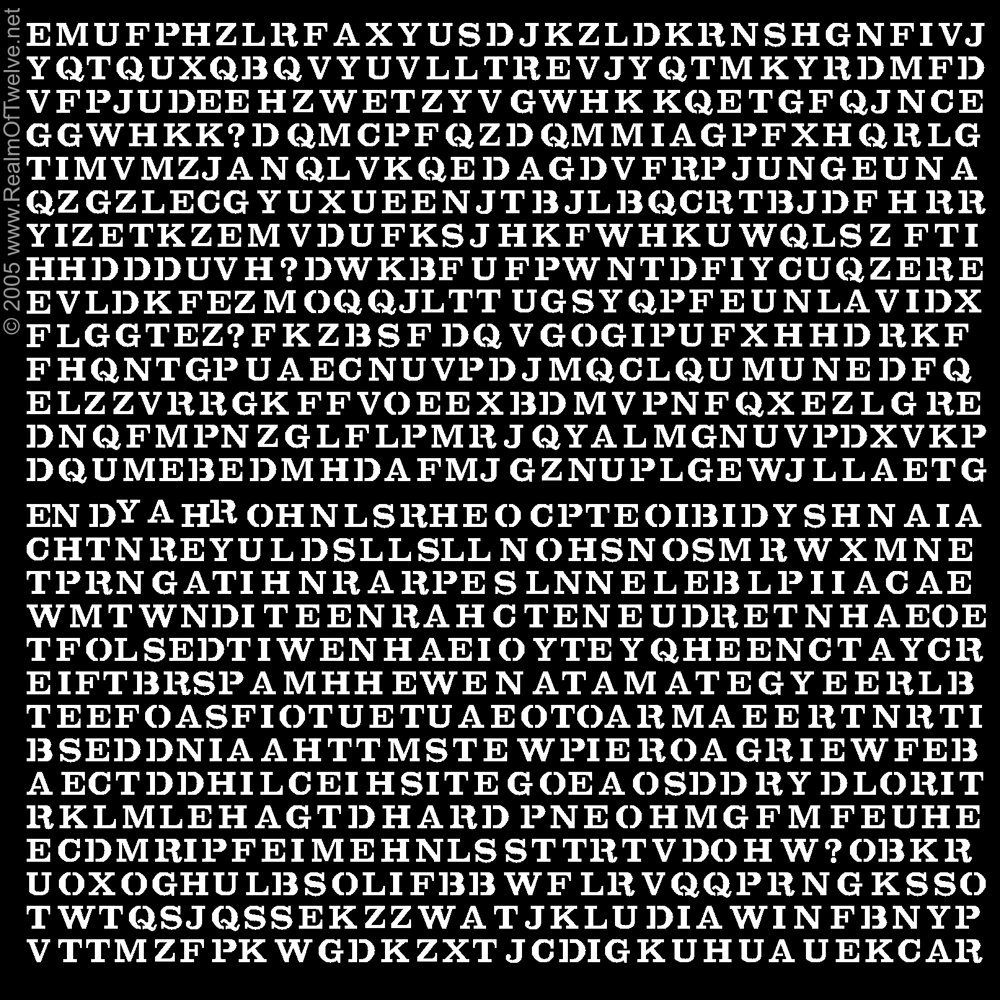 © 2005 www.RealmOfTwelve.net
EMUFPHZLRFAXYUSDJKZLDKRNSHGNFIVJ
YQTQUXQBQVYUVLLTREVJYQTMKYRDMFD
VFPJUDEEHZWETZYVGWHKKQETGFQJNCE
GGWHKK?DQMCPFQZDQMMIAGPFXHQRLG
TIMVMZJANQLVKQEDAGDVFRPJUNGEUNA
QZGZLECGYUXUEENJTBJLBQCRTBJDFHRR
YIZETKZEMVDUFKSJHKFWHKUWQLSZFTI
HHDDDUVH?DWKBFUFPWNTDFIYCUQZERE
EVLDKFEZMOQQJLTTUGSYQPFEUNLAVIDX
FLGGTEZ?FKZBSFDQVGOGIPUFXHHDRKF
FHQNTGPUAECNUVPDJMQCLQUMUNEDFQ
ELZZVRRGKFFVOEEXBDMVPNFQXEZLGRE
DNQFMPNZGLFLPMRJQYALMGNUVPDXVKP
DQUMEBEDMHDAFMJGZNUPLGEWJLLAETG
ENDYAHROHNLSRHEOCPTEOIBIDYSHNAIA
CHTNREYULDSLLSLLNOHSNOSMRWXMNE
TPRNGATIHNRARPESLNNELEBLPIIACAE
WMTWNDITEENRAHCTENEUDRETNHAEOE
TFOLSEDTIWENHAEIOYTEYQHEENCTAYCR
EIFTBRSPAMHHEWENATAMATEGYEERLB
TEEFOASFIOTUETUAEOTOARMAEERTNRTI
BSEDDNIAAHTTMSTEWPIEROAGRIEWFEB
AECTDDHILCEIHSITEGOEAOSDDRYDLORIT
RKLMLEHAGTDHARDPNEOHMGFMFEUHE
ECDMRIPFEIMEHNLSSTTRTVDOHW?OBKR
UOXOGHULBSOLIFBBWFLRVQQPRNGKSSO
TWTQSJQSSEKZZWATJKLUDIAWINFBNYP
VTTMZFPKWGDKZXTJCDIGKUHUAUEKCAR